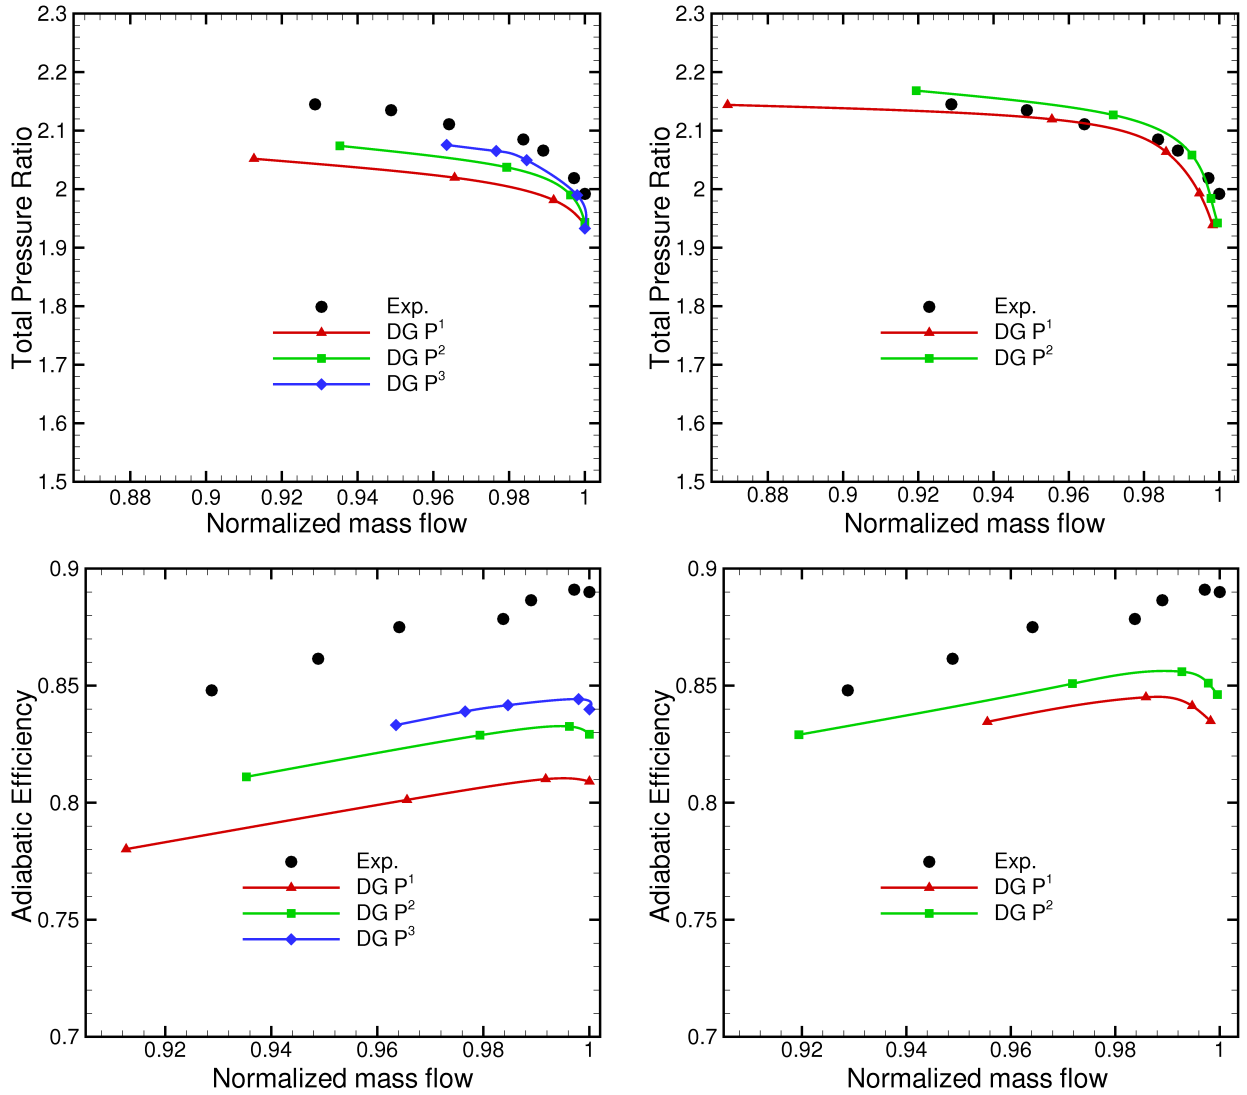 2.3
2.2
2.1
2
1.9
1.8
1.7
1.6
1.5
Total Pressure Ratio
Exp.
DG P1
DG P2
DG P3
0.88 0.9 0.92 0.94 0.96 0.98 1
Normalized mass flow
2.3
2.2
2.1
2
1.9
1.8
1.7
1.6
1.5
Total Pressure Ratio
Exp.
DG P1
DG P2
0.88 0.9 0.92 0.94 0.96 0.98 1
Normalized mass flow
0.9
0.85
0.8
0.75
0.7
Adiabatic Efficiency
Exp.
DG P1
DG P2
DG P3
0.92 0.94 0.96 0.98 1
Normalized mass flow
0.9
0.85
0.8
0.75
0.7
Adiabatic Efficiency
Exp.
DG P1
DG P2
0.92 0.94 0.96 0.98 1
Normalized mass flow